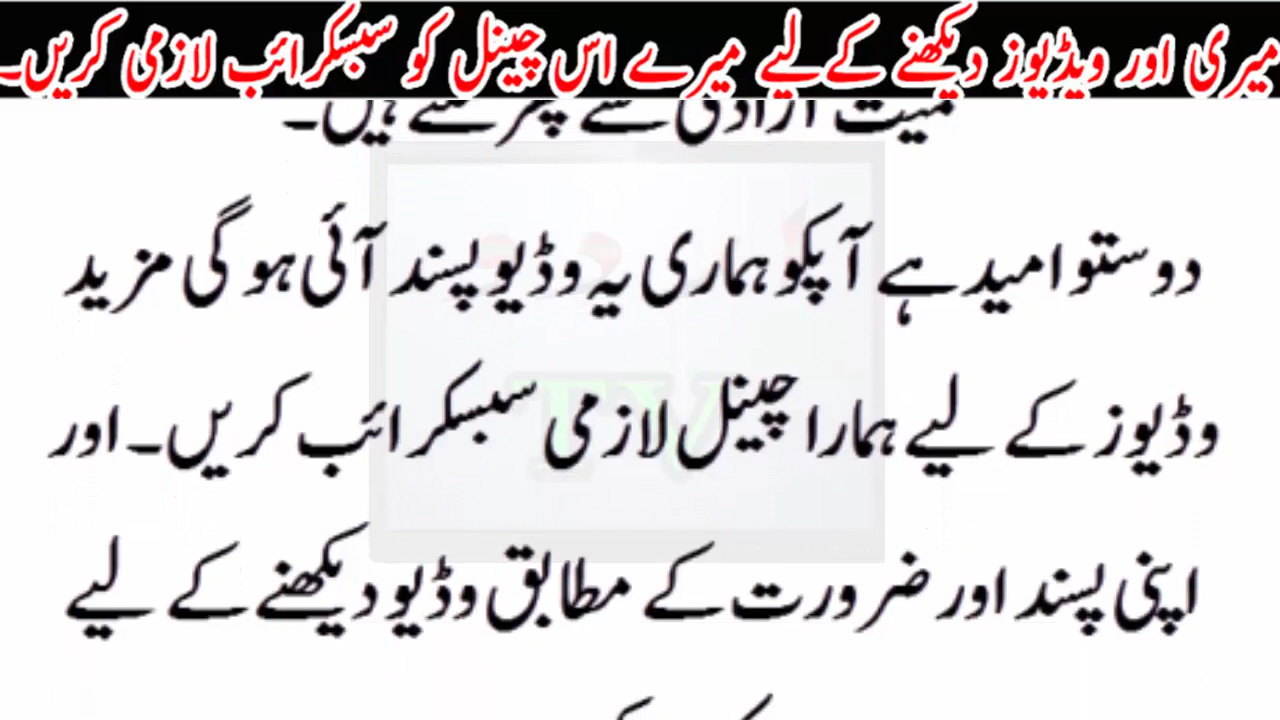 میری اور ویڈیوز دیکھنے کے لیے میرے اس چینل کو سبسکرائب لازمی کریں۔
ہیں۔
دوستو امید ہے آپکو ہماری یہ وڈیو پسند آئی ہو گی مزید
وڈیوز کے لیے ہمارا چینل لازمی سبسکرائب کریں۔ اور
اپنی پسند اور ضرورت کے مطابق وڈیو دیکھنے کے لیے
TV